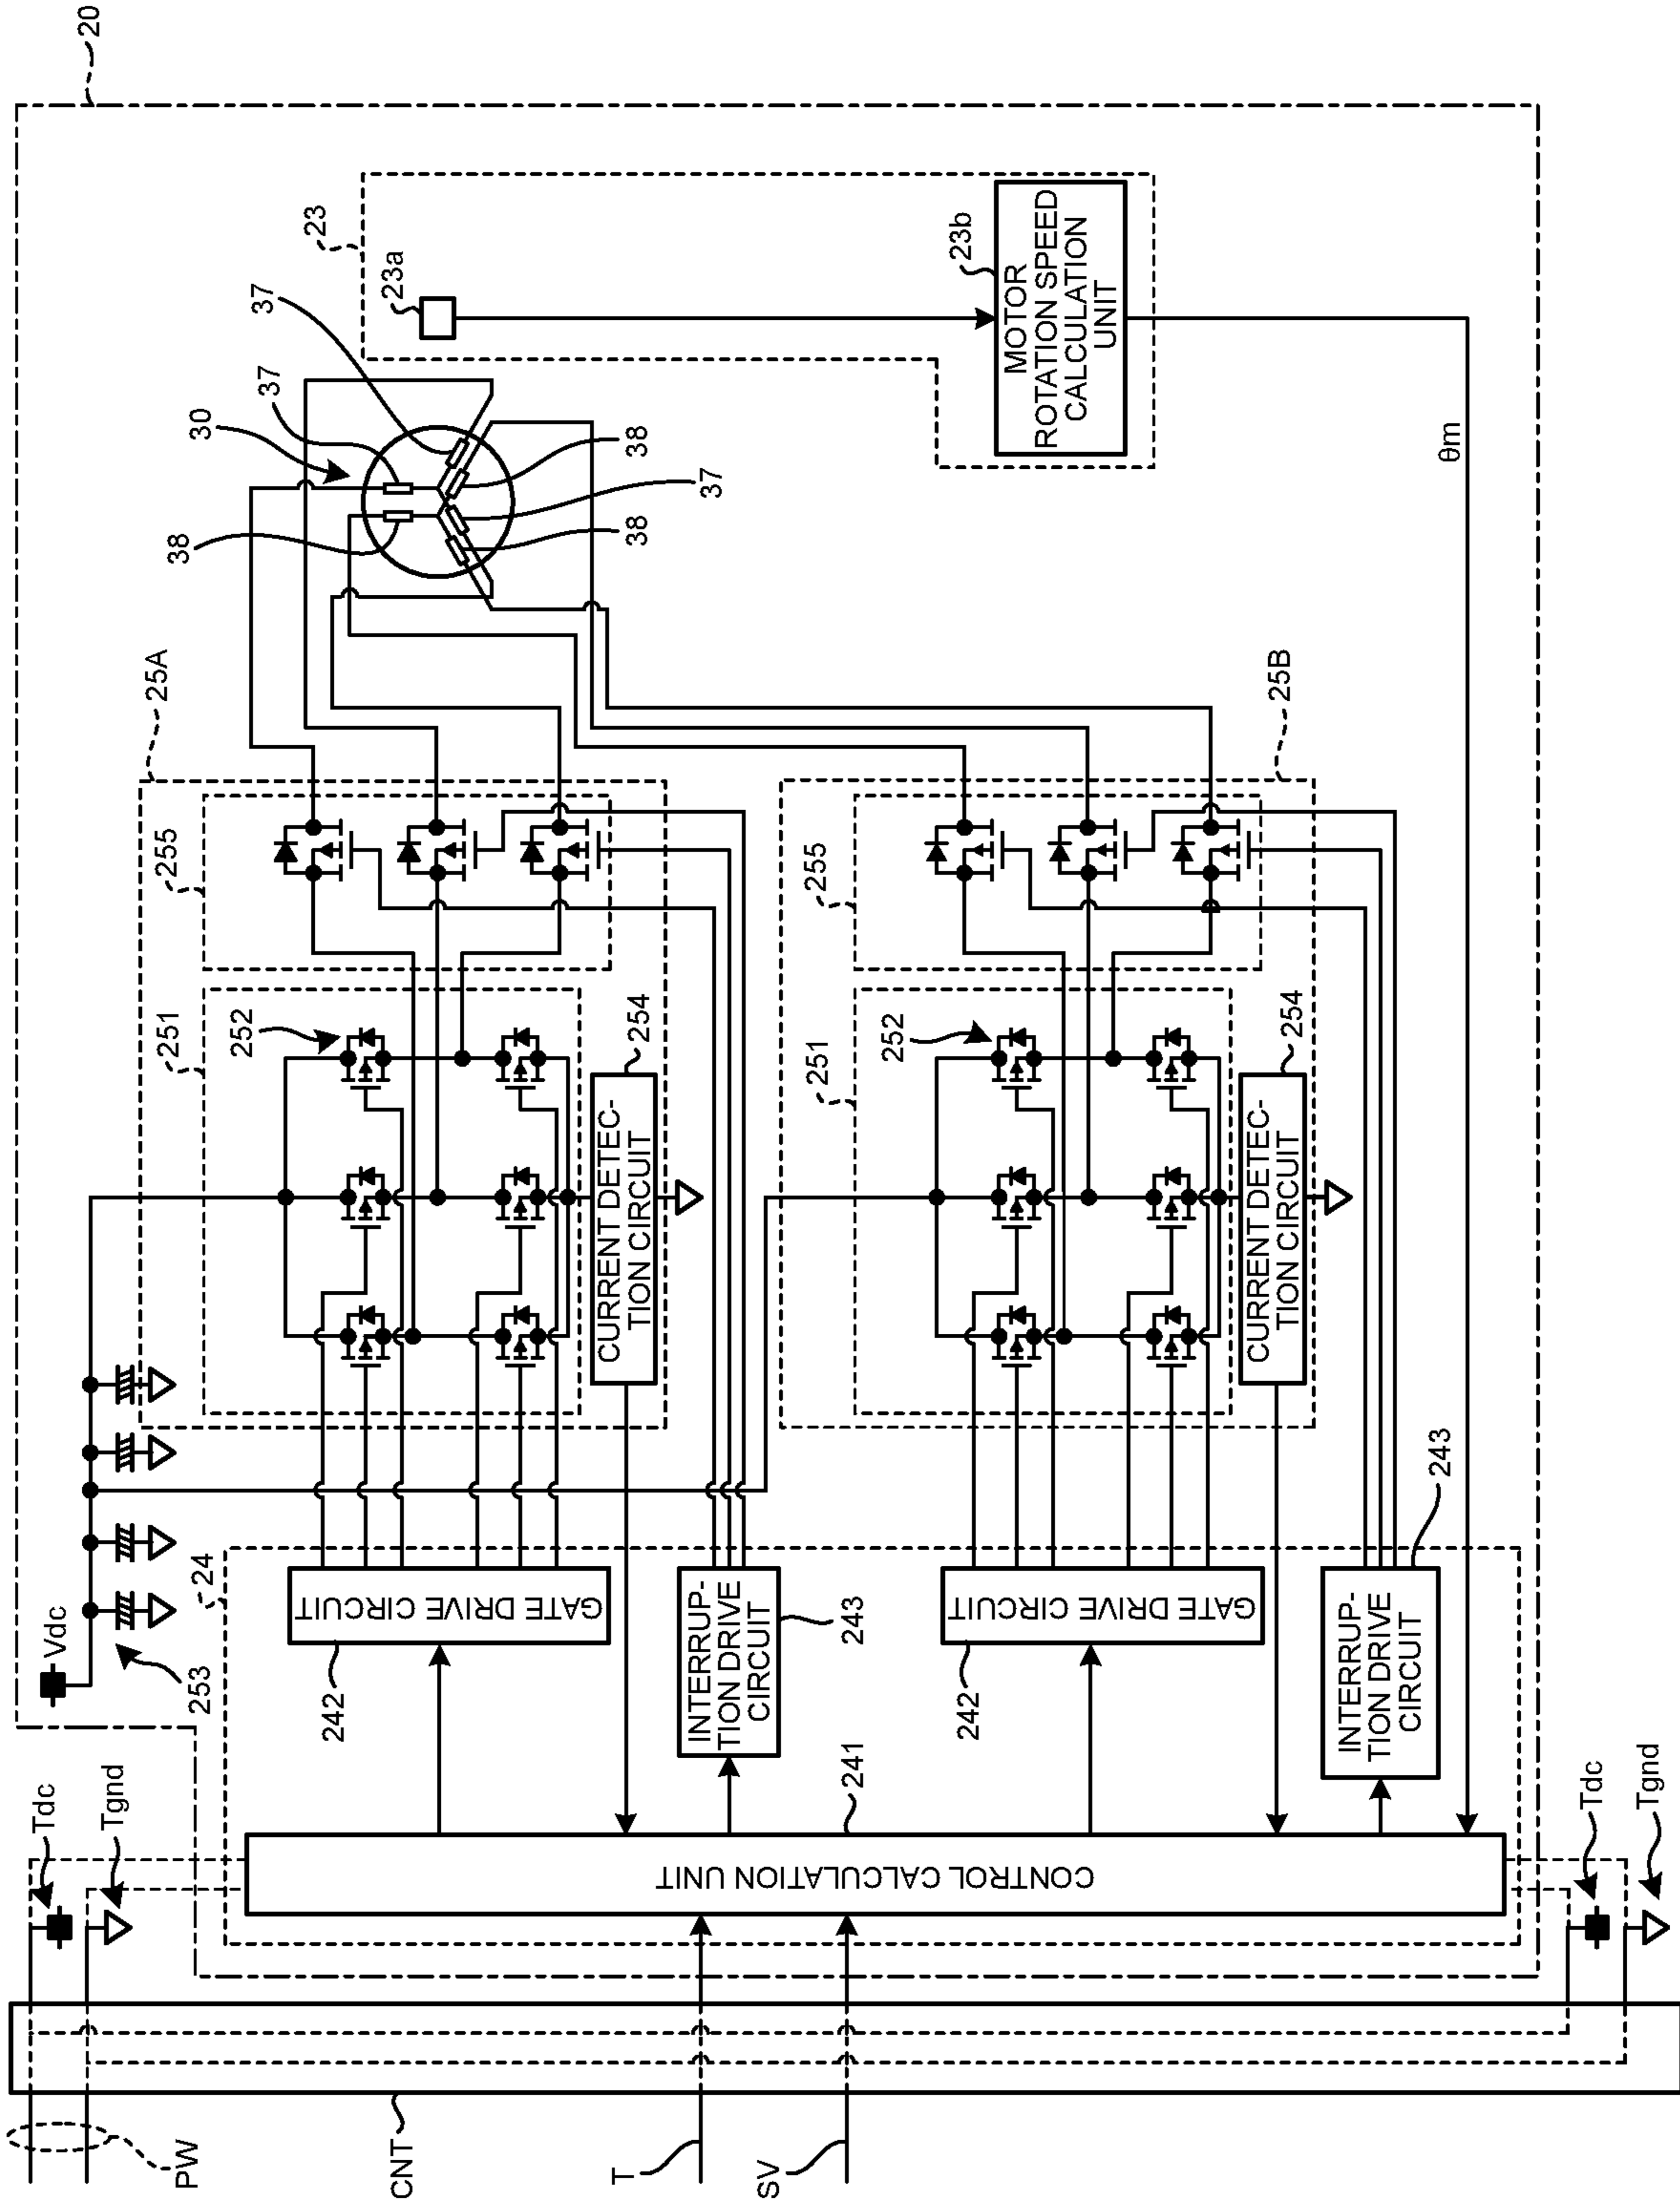 20
23
23a
37
37
30
38
38
37
38
23b
MOTOR
ROTATION SPEED
CALCULATION
UNIT
θm
25A
255
251
252
254
CURRENT DETEC-
TION CIRCUIT
25B
255
251
252
254
CURRENT DETEC-
TION CIRCUIT
Vdc
253
24
GATE DRIVE CIRCUIT
242
INTERRUP-
TION DRIVE
CIRCUIT
243
GATE DRIVE CIRCUIT
242
INTERRUP-
TION DRIVE
CIRCUIT
243
241
CONTROL CALCULATION UNIT
Tdc
Tgnd
Tdc
Tgnd
PW
CNT
T
SV